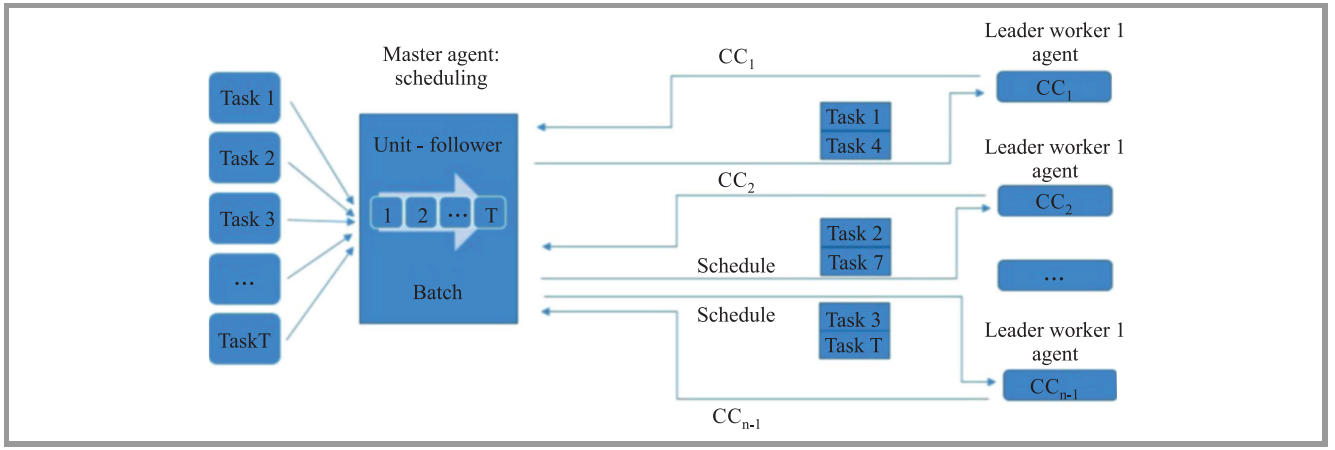 Task 1
Task 2
Task 3
...
TaskT
Master agent:
scheduling
Unit - follower
1 2 ... T
Batch
CC1
Task 1
Task 4
CC2
Task 2
Task 7
Schedule
Schedule
Task 3
Task T
CCn-1
Leader worker 1
agent
CC1
Leader worker 1
agent
CC2
...
Leader worker 1
agent
CCn-1